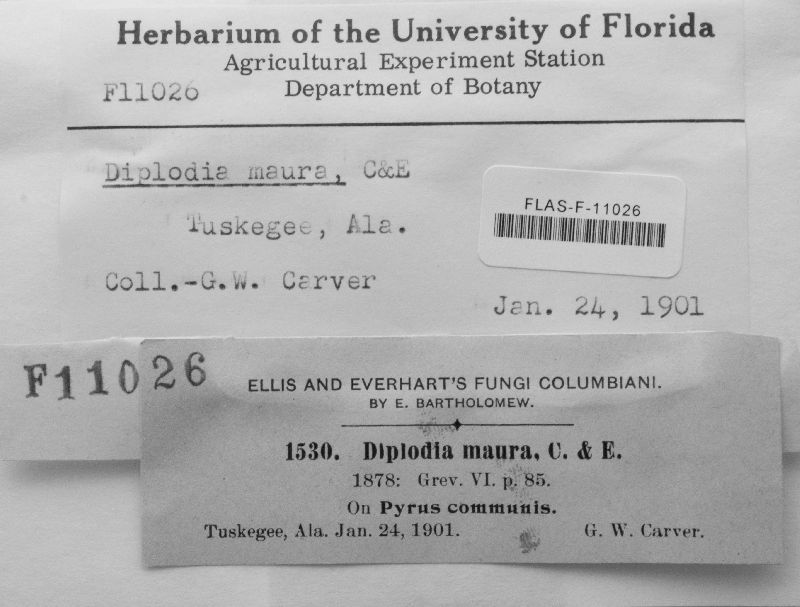 Herbarium of the University of Florida
Agricultural Experiment Station
F11026 Department of Botany
Diplodia maura, C&E
FLAS-F-11026
Tuskegee, Ala.
Coll.-G.W. Carver
Jan. 24, 1901
F11026
ELLIS AND EVERHART'S FUNGI COLUMBIANI.
BY E. BARTHOLOMEW.
1530. Diplodia maura, C. & E.
1878: Grev. VI. p. 85.
On Pyrus communis.
Tuskegee, Ala. Jan. 24, 1901. G. W. Carver.